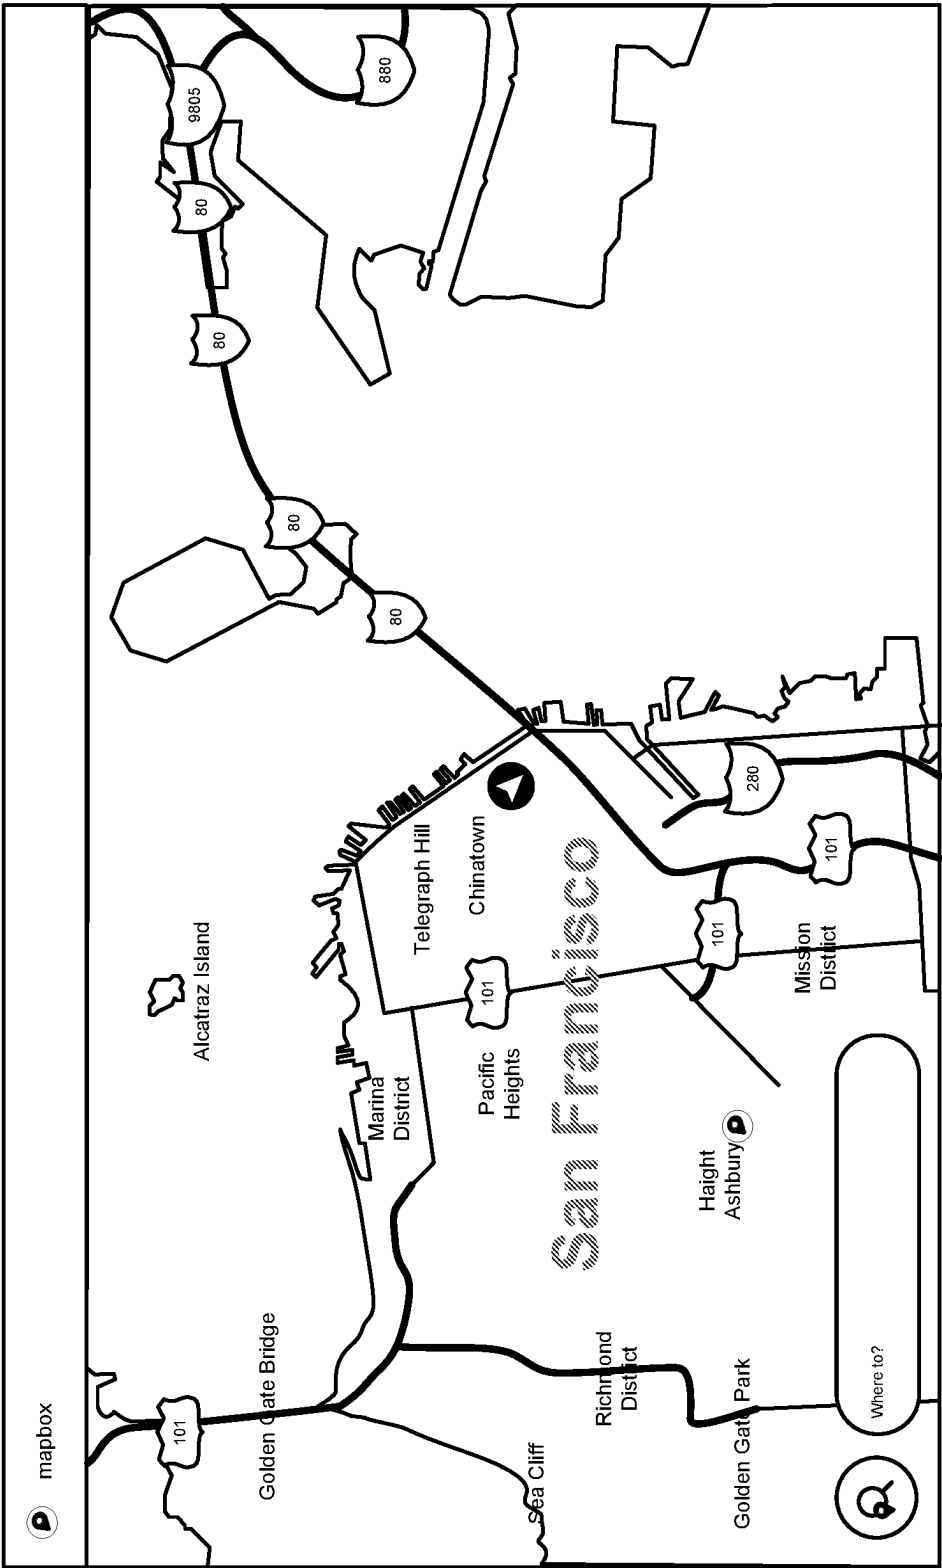 mapbox
9805
880
80
80
80
80
Alcatraz Island
101
Golden Gate Bridge
Marina
District
Telegraph Hill
Chinatown
101
Pacific
Heights
San Francisco
Sea Cliff
Richmond
District
280
101
101
Mission
District
Haight
Ashbury
Golden Gate Park
Where to?